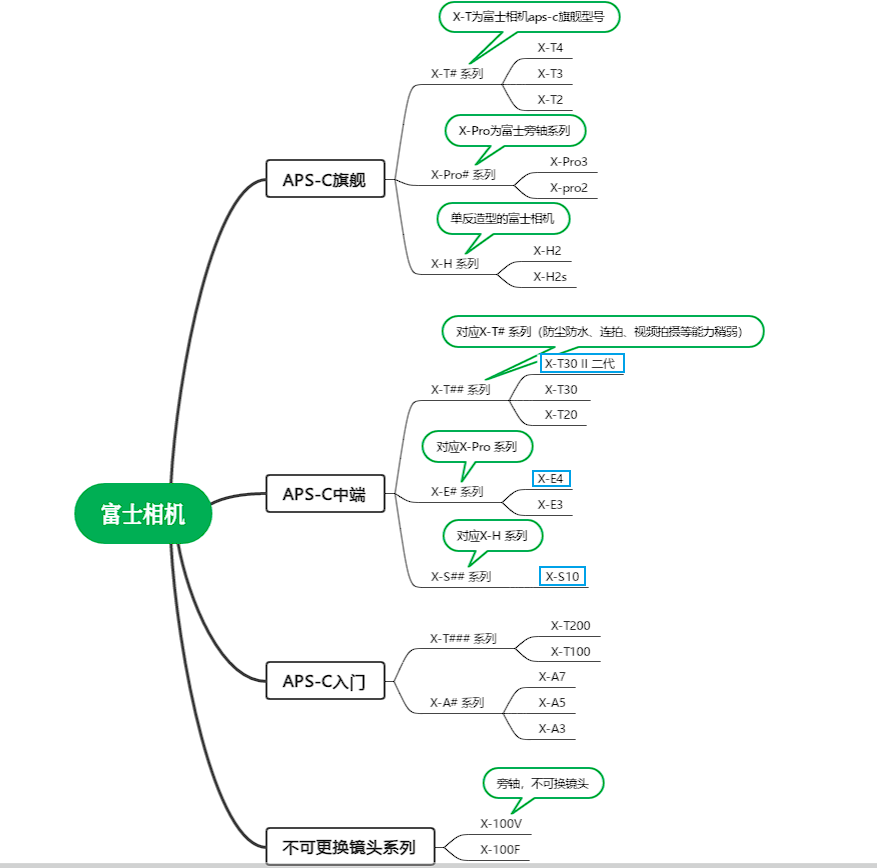 富士相机
APS-C旗舰
X-T为富士相机aps-c旗舰型号
X-T# 系列
X-T4
X-T3
X-T2
X-Pro为富士旁轴系列
X-Pro# 系列
X-Pro3
X-pro2
单反造型的富士相机
X-H 系列
X-H2
X-H2s
APS-C中端
对应X-T# 系列（防尘防水、连拍、视频拍摄等能力稍弱）
X-T## 系列
X-T30 II 二代
X-T30
X-T20
对应X-Pro 系列
X-E# 系列
X-E4
X-E3
对应X-H 系列
X-S## 系列
X-S10
APS-C入门
X-T### 系列
X-T200
X-T100
X-A# 系列
X-A7
X-A5
X-A3
不可更换镜头系列
旁轴，不可换镜头
X-100V
X-100F